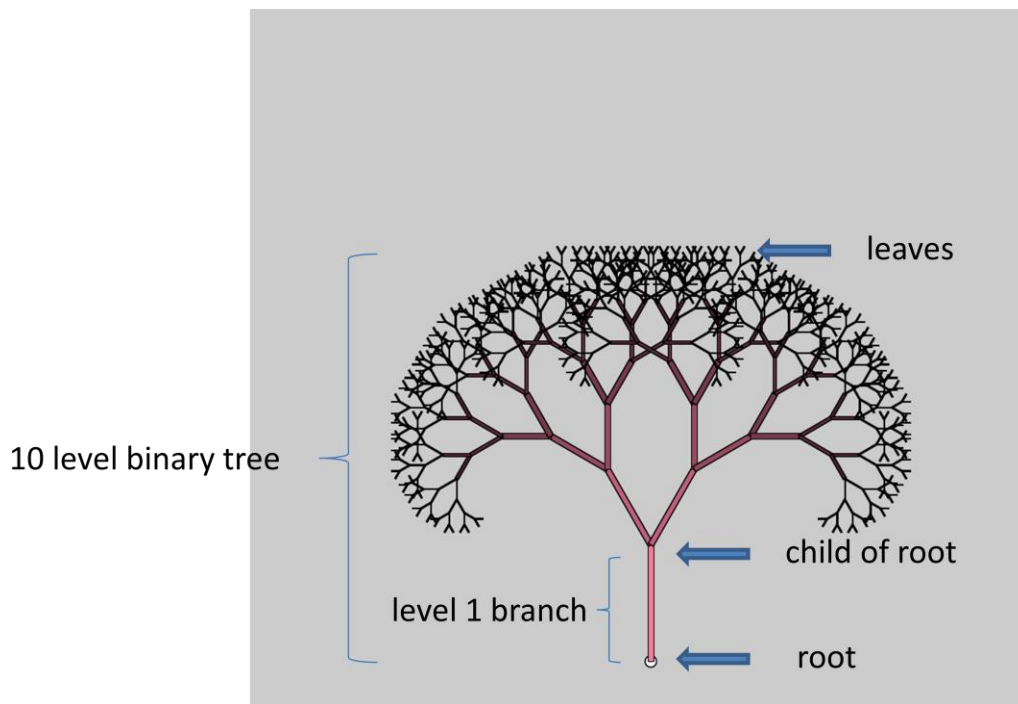 leaves
10 level binary tree
child of root
level 1 branch
root